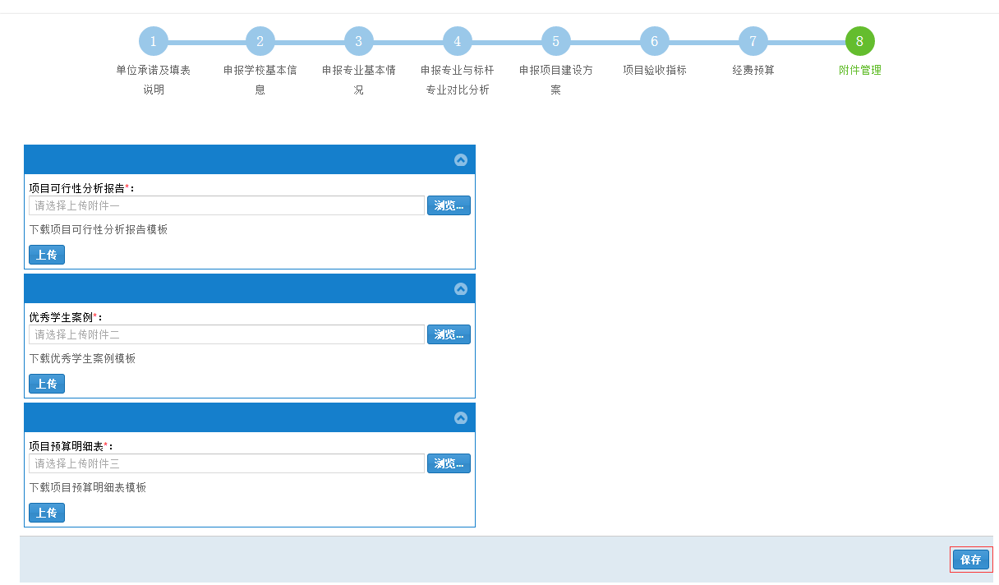 1 2 3 4 5 6 7 8
单位承诺及填表 申报学校基本信 申报专业基本情 申报专业与标杆 申报项目建设方 项目验收指标 经费预算 附件管理
说明 息 况 专业对比分析 案
项目可行性分析报告*：
请选择上传附件一 浏览...
下载项目可行性分析报告模板
上传
优秀学生案例*：
请选择上传附件二 浏览...
下载优秀学生案例模板
上传
项目预算明细表*：
请选择上传附件三 浏览...
下载项目预算明细表模板
上传
保存